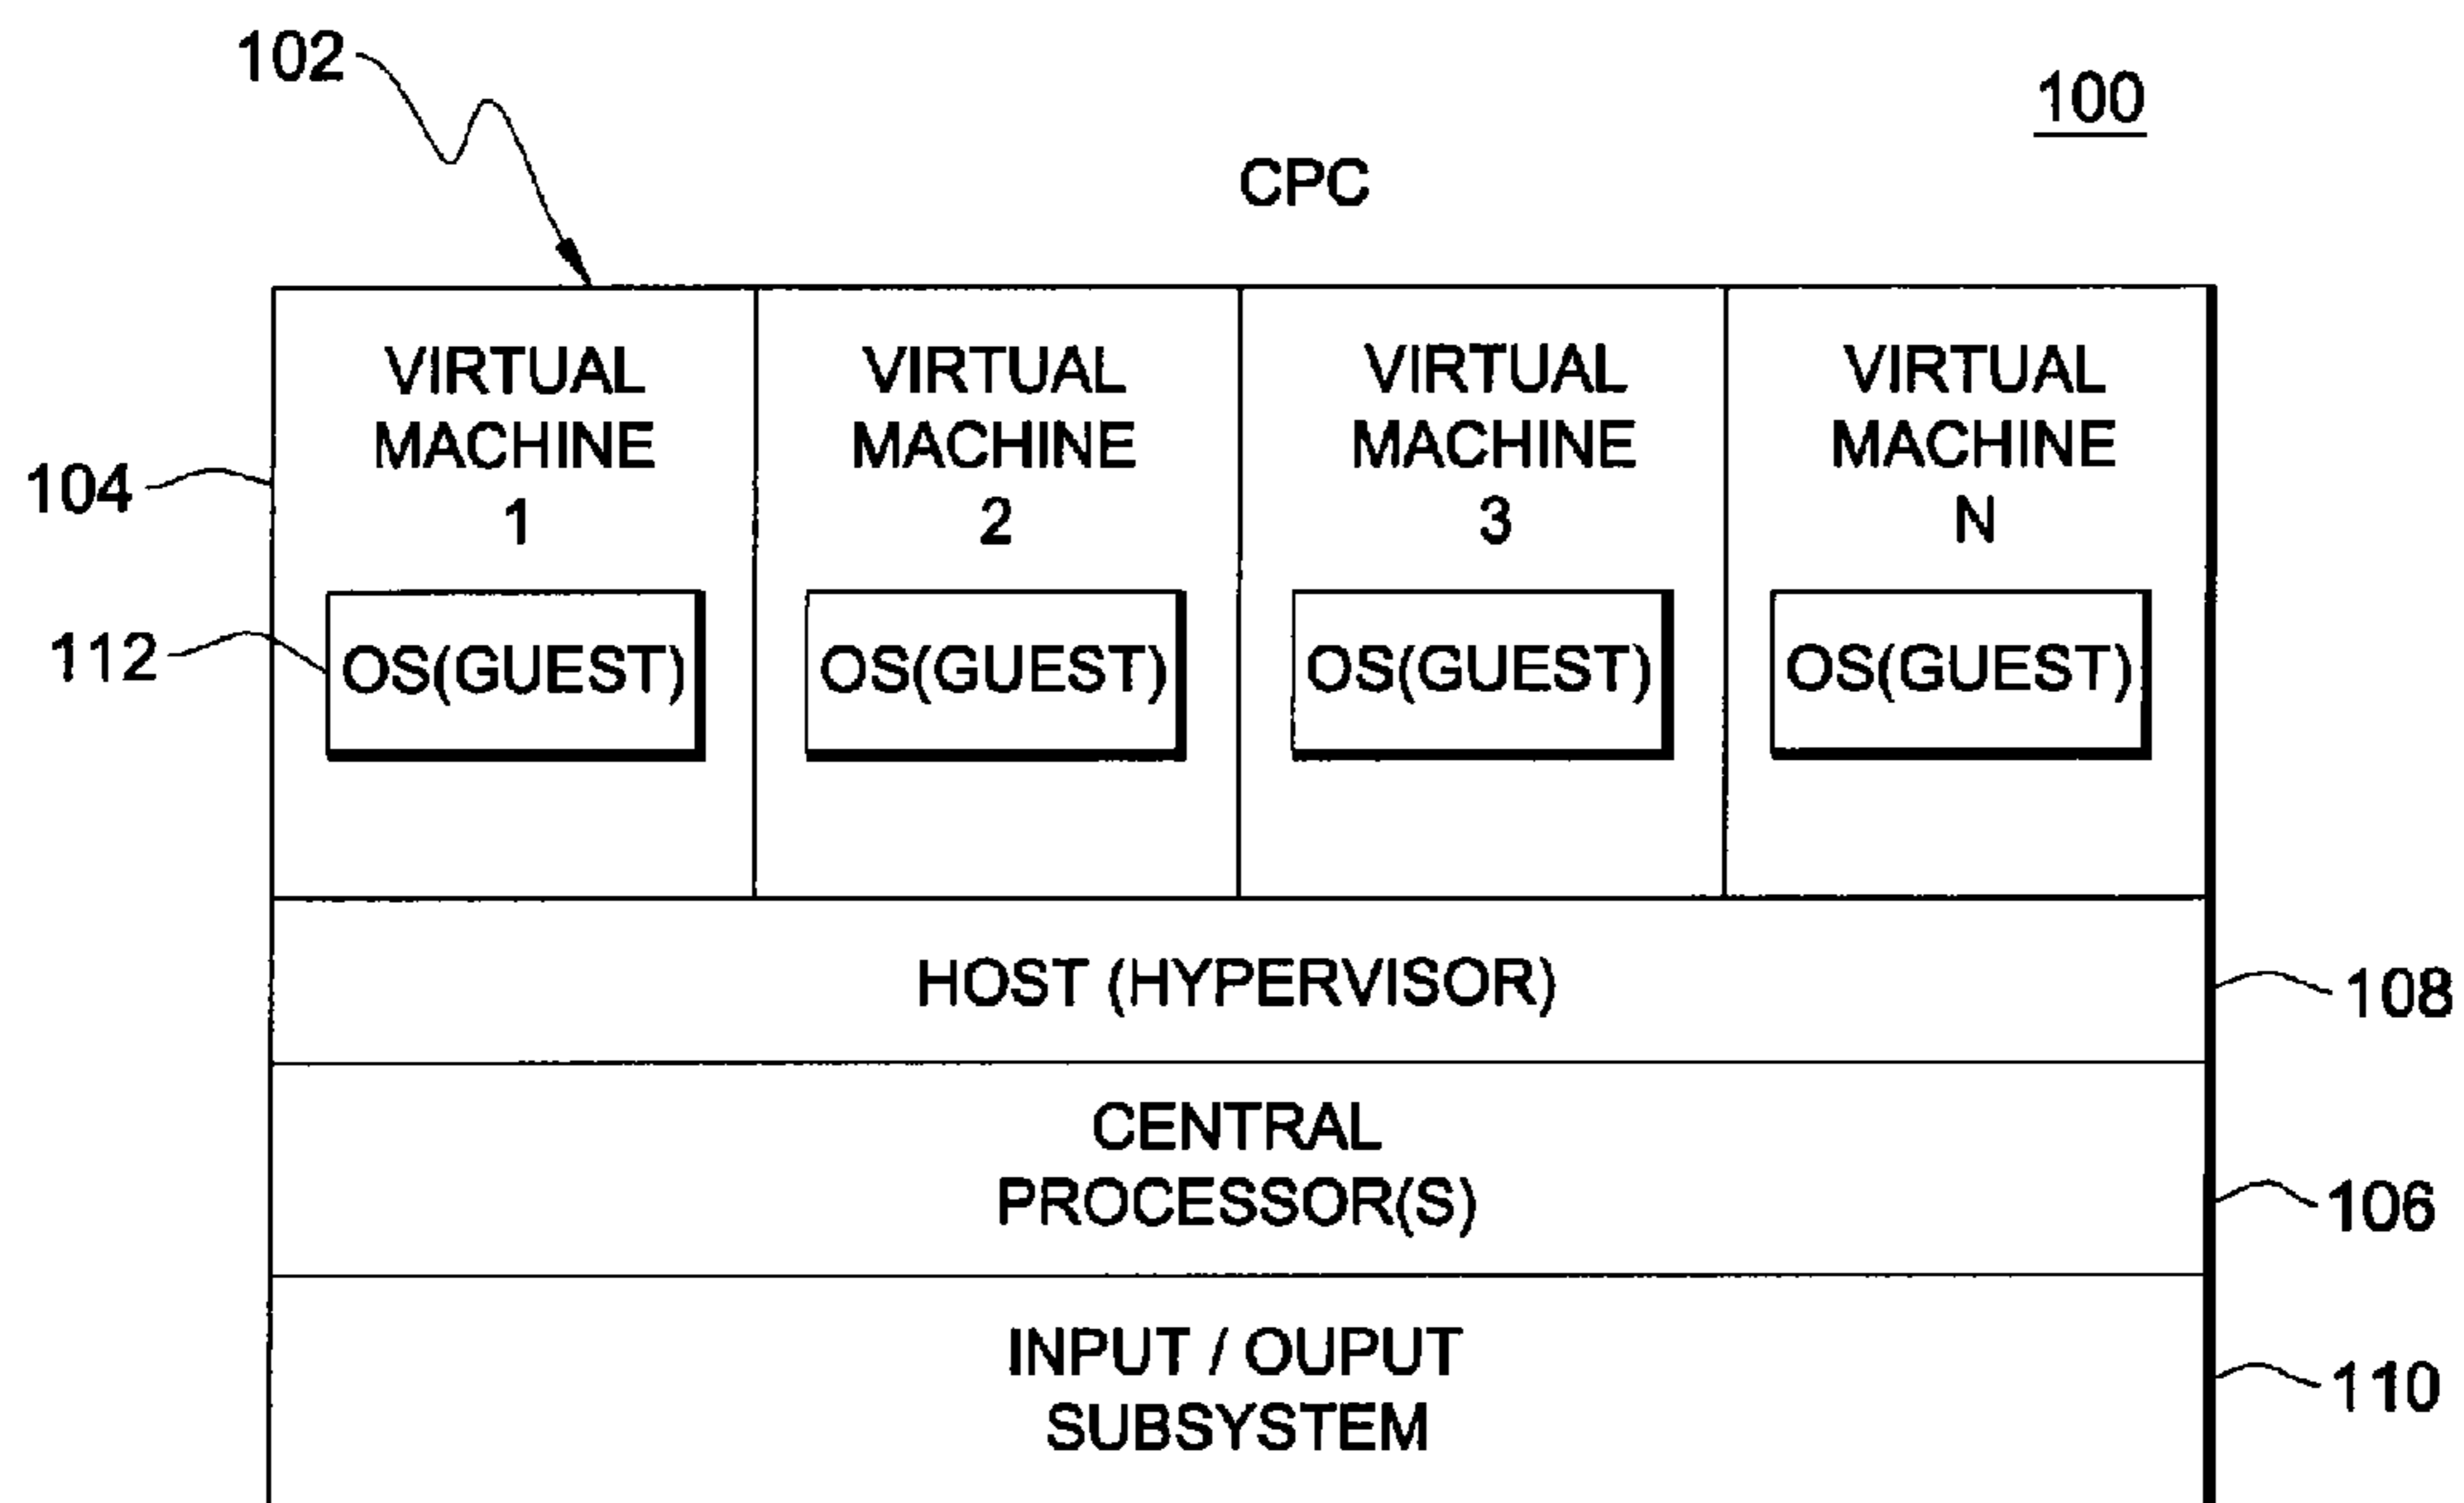 102
100
CPC
VIRTUAL
MACHINE
1
VIRTUAL
MACHINE
2
VIRTUAL
MACHINE
3
VIRTUAL
MACHINE
N
104
112
OS(GUEST)
OS(GUEST)
OS(GUEST)
OS(GUEST)
HOST (HYPERVISOR)
108
CENTRAL
PROCESSOR(S)
106
INPUT / OUPUT
SUBSYSTEM
110